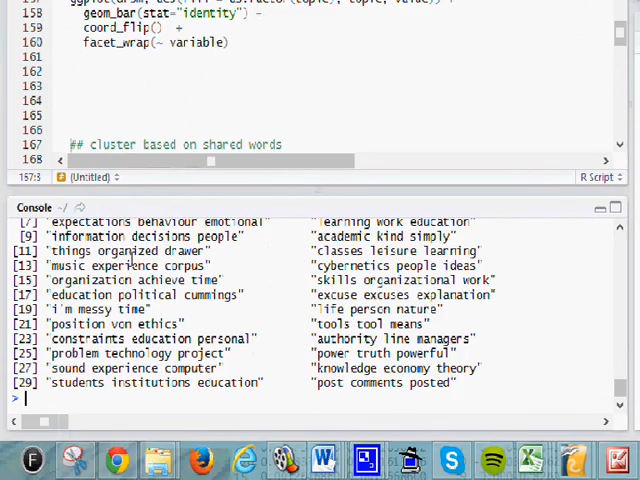 157
158
159
160
161
162
163
164
165
166
167
168
geom_bar(stat="identity") -
coord_flip() +
facet_wrap(~ variable)
## cluster based on shared words
157:3 (Untitled) R Script
Console ~/
[7] "expectations behaviour emotional" "learning work education"
[9] "information decisions people" "academic kind simply"
[11] "things organized drawer" "classes leisure learning"
[13] "music experience corpus" "cybernetics people ideas"
[15] "organization achieve time" "skills organizational work"
[17] "education political cummings" "excuse excuses explanation"
[19] "i'm messy time" "life person nature"
[21] "position von ethics" "tools tool means"
[23] "constraints education personal" "authority line managers"
[25] "problem technology project" "power truth powerful"
[27] "sound experience computer" "knowledge economy theory"
[29] "students institutions education" "post comments posted"
>